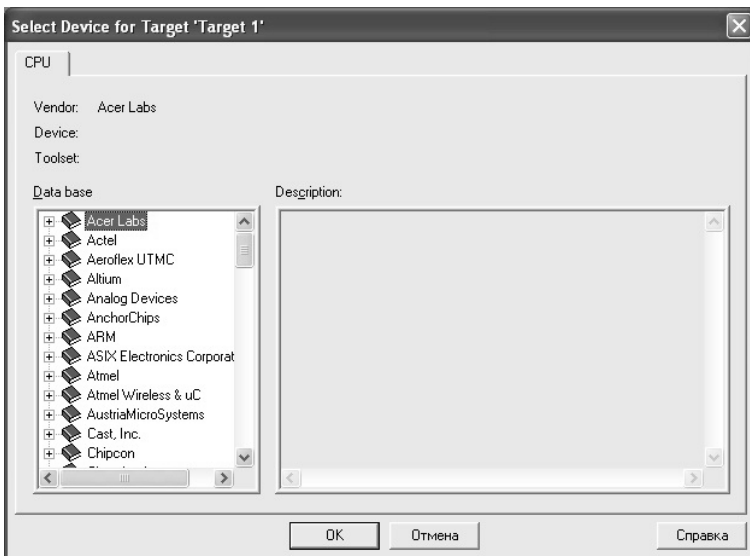 Select Device for Target 'Target 1'
CPU
Vendor: Acer Labs
Device:
Toolset:
Data base
Description:
Acer Labs
Actel
Aeroflex UTMC
Altium
Analog Devices
AnchorChips
ARM
ASIX Electronics Corporat
Atmel
Atmel Wireless & uC
AustriaMicroSystems
Cast, Inc.
Chipcon
OK
Отмена
Справка